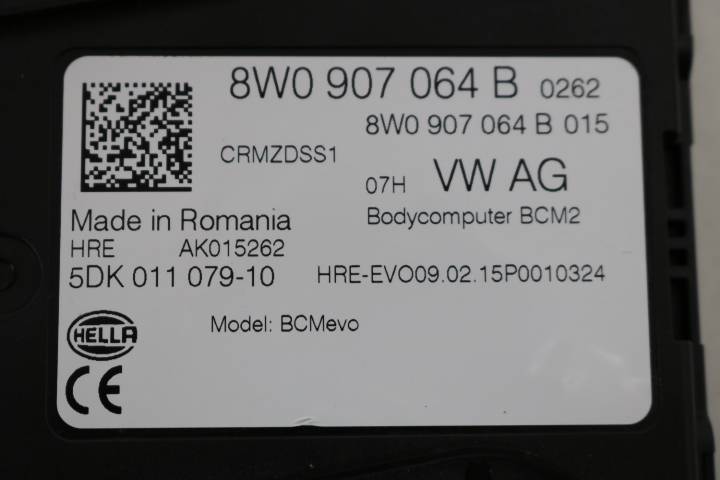 8W0 907 064 B 0262
8W0 907 064 B 015
CRMZDSS1
07H VW AG
Made in Romania
Bodycomputer BCM2
HRE AK015262
5DK 011 079-10 HRE-EVO09.02.15P0010324
HELLA
Model: BCMevo
CE